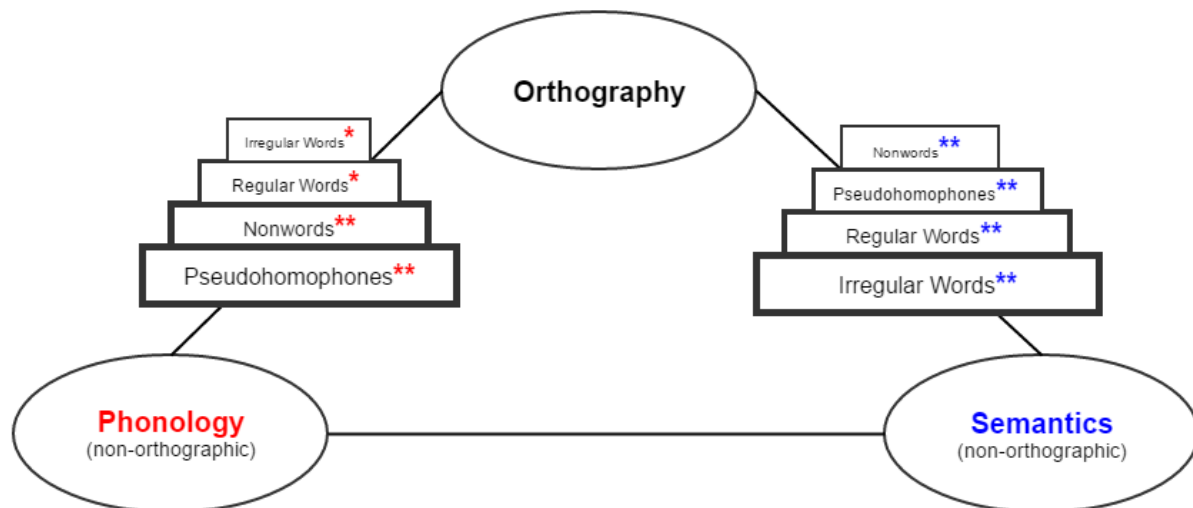 Orthography
Irregular Words*
Regular Words*
Nonwords**
Pseudohomophones**
Nonwords**
Pseudohomophones**
Regular Words**
Irregular Words**
Phonology
(non-orthographic)
Semantics
(non-orthographic)